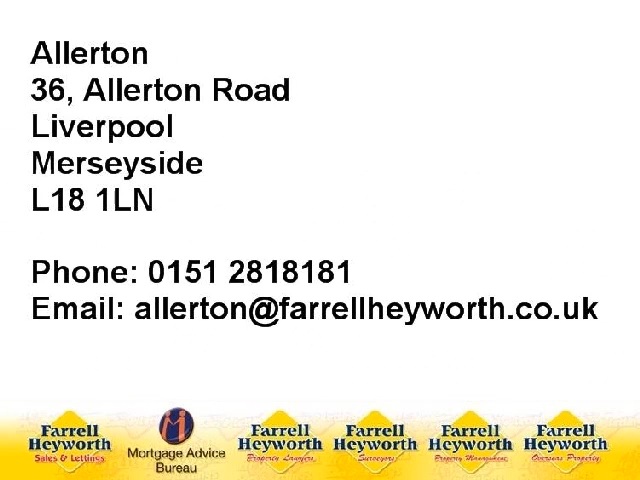 Allerton
36, Allerton Road
Liverpool
Merseyside
L18 1LN
Phone: 0151 2818181
Email: allerton@farrellheyworth.co.uk
Farrell
Heyworth
Sales & Lettings
Mortgage Advice
Bureau
Farrell
Heyworth
Property Lawyers
Farrell
Heyworth
Surveyors
Farrell
Heyworth
Property Management
Farrell
Heyworth
Overseas Property